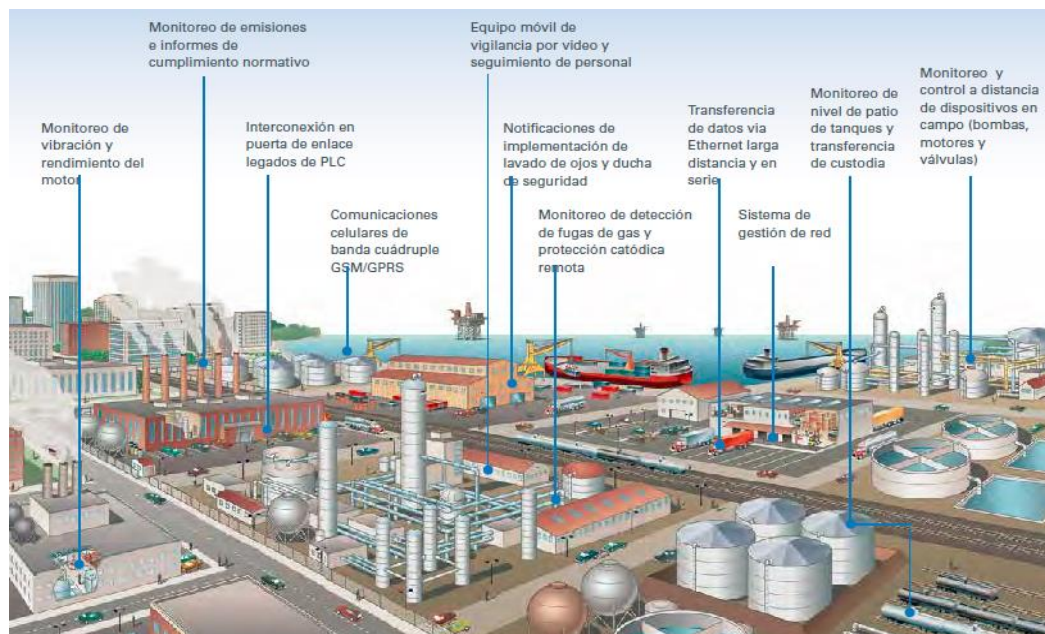 Monitoreo de emisiones
e informes de
cumplimiento normativo
Equipo móvil de
vigilancia por video y
seguimiento de personal
Monitoreo de
vibración y
rendimiento del
motor
Interconexión en
puerta de enlace
legados de PLC
Notificaciones de
implementación de
lavado de ojos y ducha
de seguridad
Transferencia
de datos via
Ethernet larga
distancia y en
serie
Monitoreo de
nivel de patio
de tanques y
transferencia
de custodia
Monitoreo y
control a distancia
de dispositivos en
campo (bombas,
motores y
válvulas)
Comunicaciones
celulares de
banda cuádruple
GSM/GPRS
Monitoreo de detección
de fugas de gas y
protección catódica
remota
Sistema de
gestión de red